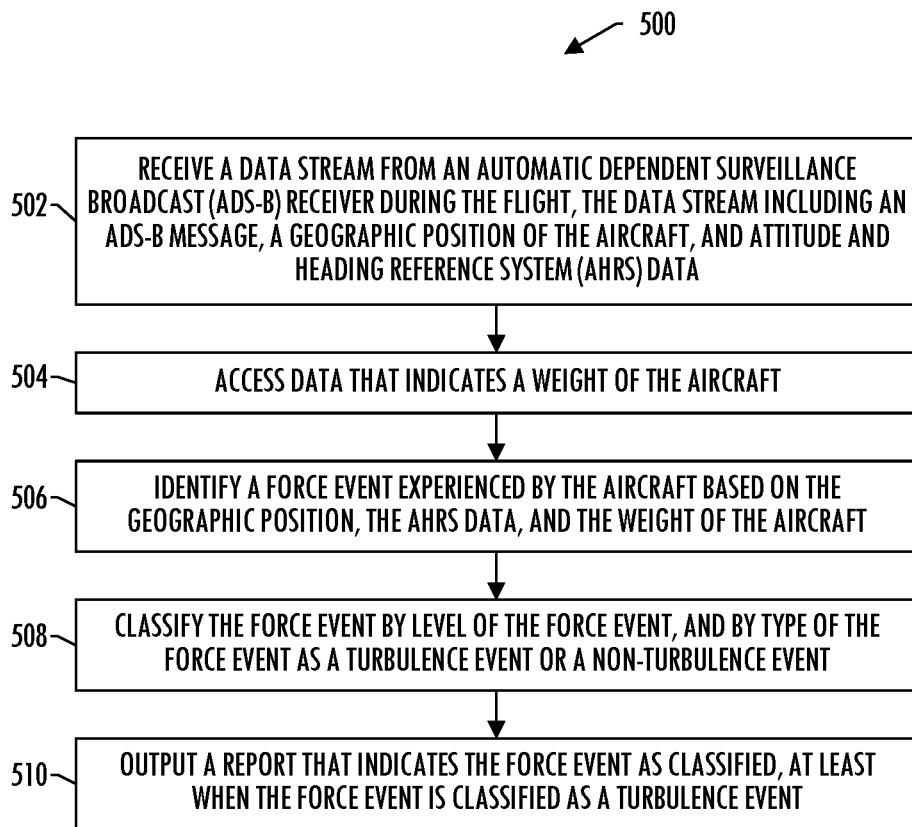 500
502
RECEIVE A DATA STREAM FROM AN AUTOMATIC DEPENDENT SURVEILLANCE
BROADCAST (ADS-B) RECEIVER DURING THE FLIGHT, THE DATA STREAM INCLUDING AN
ADS-B MESSAGE, A GEOGRAPHIC POSITION OF THE AIRCRAFT, AND ATTITUDE AND
HEADING REFERENCE SYSTEM (AHRS) DATA
504
ACCESS DATA THAT INDICATES A WEIGHT OF THE AIRCRAFT
506
IDENTIFY A FORCE EVENT EXPERIENCED BY THE AIRCRAFT BASED ON THE
GEOGRAPHIC POSITION, THE AHRS DATA, AND THE WEIGHT OF THE AIRCRAFT
508
CLASSIFY THE FORCE EVENT BY LEVEL OF THE FORCE EVENT, AND BY TYPE OF THE
FORCE EVENT AS A TURBULENCE EVENT OR A NON-TURBULENCE EVENT
510
OUTPUT A REPORT THAT INDICATES THE FORCE EVENT AS CLASSIFIED, AT LEAST
WHEN THE FORCE EVENT IS CLASSIFIED AS A TURBULENCE EVENT